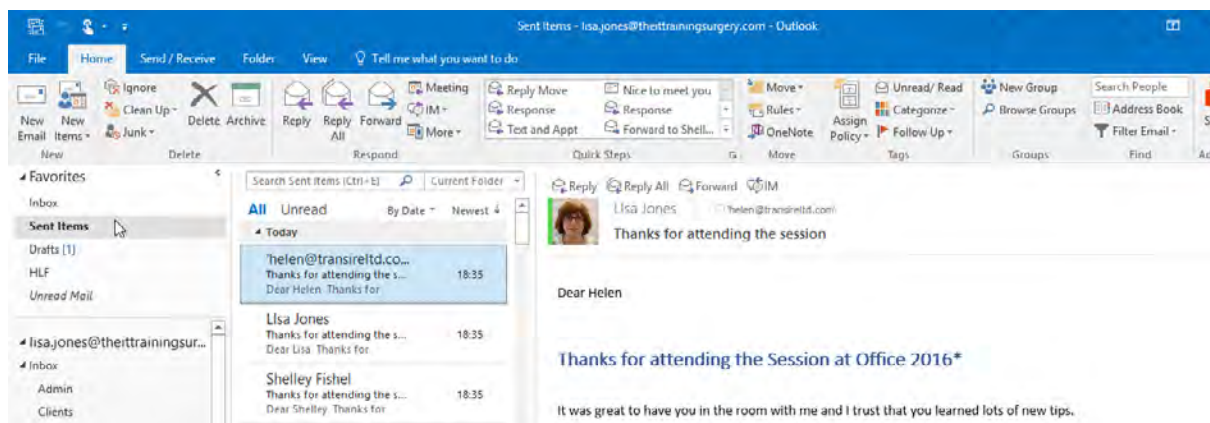 Sent Items - lisa.jones@theittrainingsurgery.com - Outlook
File Home Send / Receive Folder View Tell me what you want to do
New Email
New Items
Ignore
Clean Up
Junk
Delete
Archive
Reply
Reply All
Forward
Meeting
IM
More
Reply Move
Response
Text and Appt
Nice to meet you
Response
Forward to Shell...
Move
Rules
OneNote
Assign Policy
Unread/ Read
Categorize
Follow Up
New Group
Browse Groups
Search People
Address Book
Filter Email
New Delete Respond Quick Steps Move Tags Groups Find
Favorites
Inbox
Sent Items
Drafts [1]
HLF
Unread Mail
lisa.jones@theittrainingsur...
Inbox
Admin
Clients
Search Sent Items (Ctrl+E) Current Folder
All Unread By Date Newest
Today
'helen@transireltd.co...
Thanks for attending the s... 18:35
Dear Helen Thanks for
LIsa Jones
Thanks for attending the s... 18:35
Dear Lisa Thanks for
Shelley Fishel
Thanks for attending the s... 18:35
Dear Shelley Thanks for
Reply Reply All Forward IM
LIsa Jones helen@transireltd.com
Thanks for attending the session
Dear Helen
Thanks for attending the Session at Office 2016*
It was great to have you in the room with me and I trust that you learned lots of new tips.